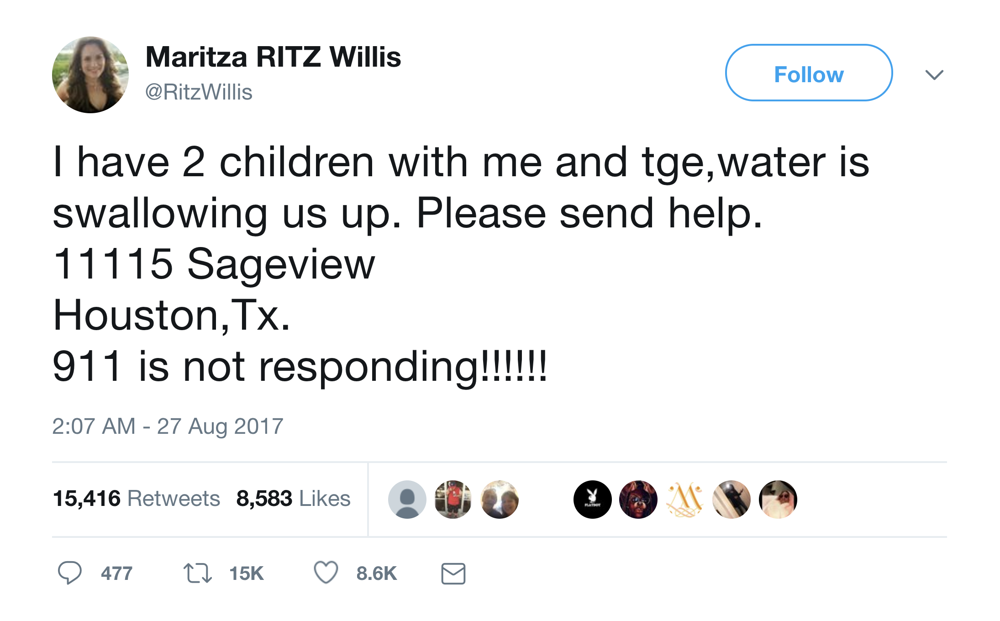 Maritza RITZ Willis
@RitzWillis
Follow
I have 2 children with me and tge,water is
swallowing us up. Please send help.
11115 Sageview
Houston,Tx.
911 is not responding!!!!!!
2:07 AM - 27 Aug 2017
15,416 Retweets 8,583 Likes
PLAYBOY
477 15K 8.6K